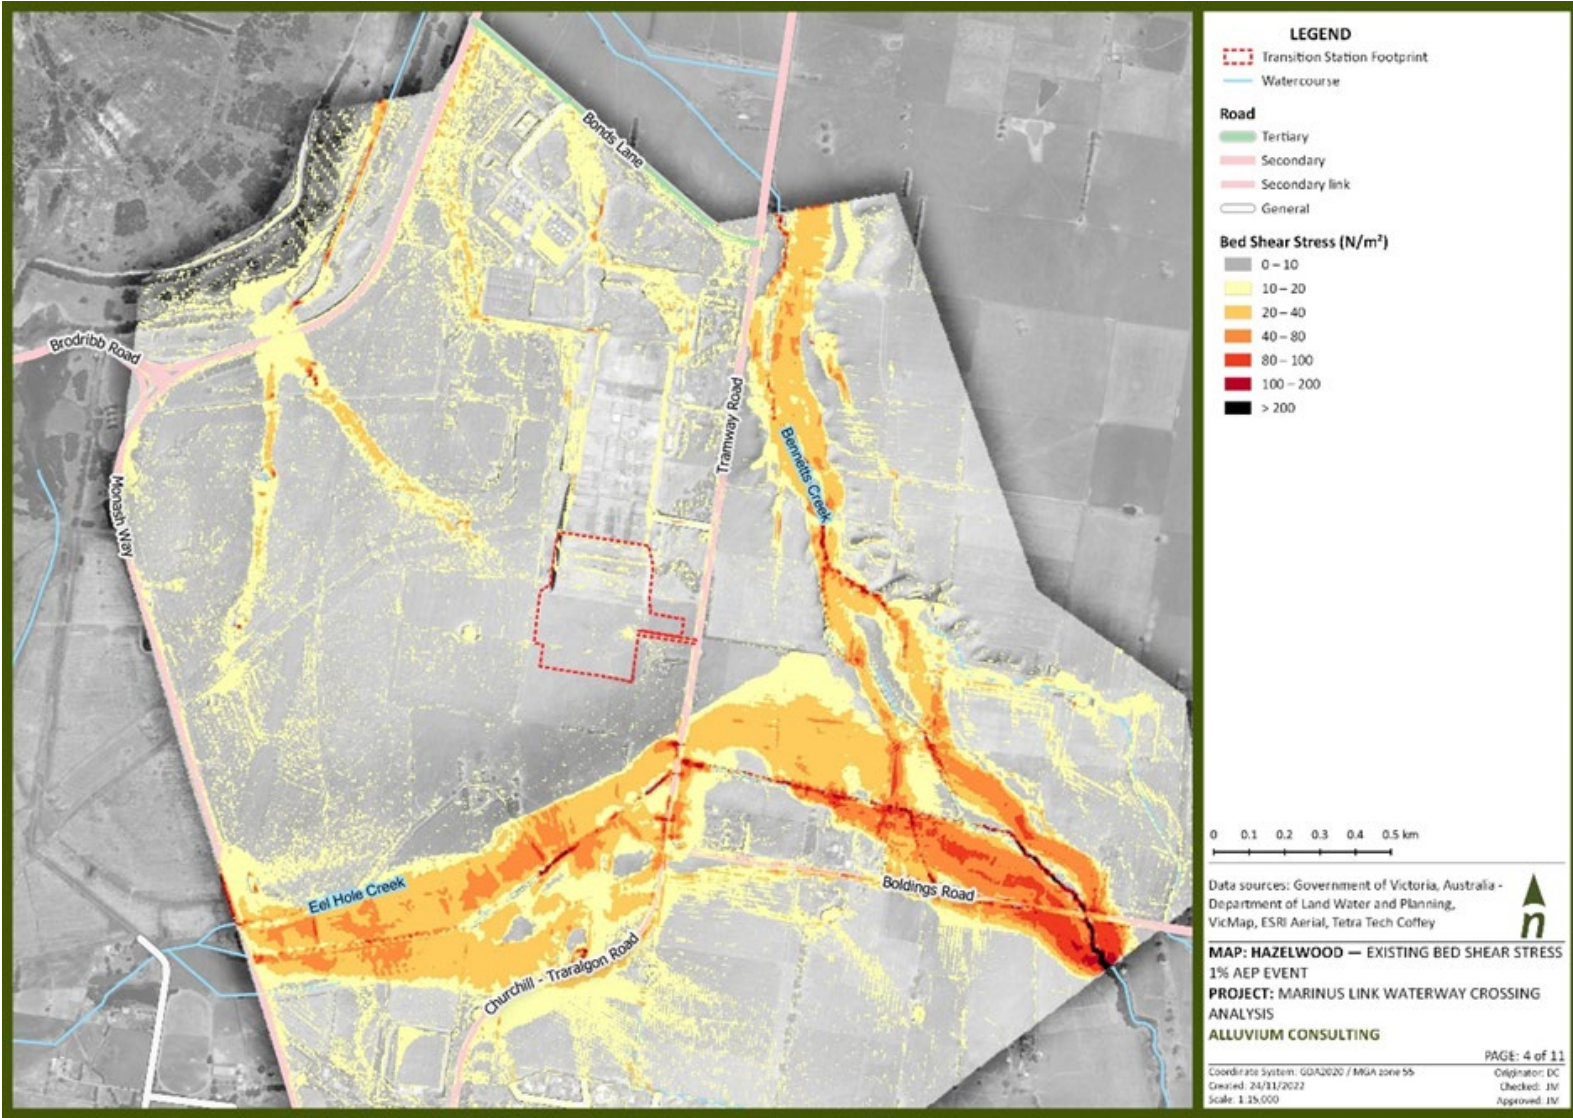 Bonds Lane
Brodribb Road
Tramway Road
Bennetts Creek
Monash Way
Eel Hole Creek
Boldings Road
Churchill - Traralgon Road
LEGEND
Transition Station Footprint
Watercourse
Road
Tertiary
Secondary
Secondary link
General
Bed Shear Stress (N/m²)
0 – 10
10 – 20
20 – 40
40 – 80
80 – 100
100 – 200
> 200
0 0.1 0.2 0.3 0.4 0.5 km
Data sources: Government of Victoria, Australia -
Department of Land Water and Planning,
VicMap, ESRI Aerial, Tetra Tech Coffey
n
MAP: HAZELWOOD — EXISTING BED SHEAR STRESS
1% AEP EVENT
PROJECT: MARINUS LINK WATERWAY CROSSING
ANALYSIS
ALLUVIUM CONSULTING
PAGE: 4 of 11
Coordinate System: GDA2020 / MGA zone 55
Originator: DC
Created: 24/11/2022
Checked: JM
Scale: 1:15,000
Approved: JM